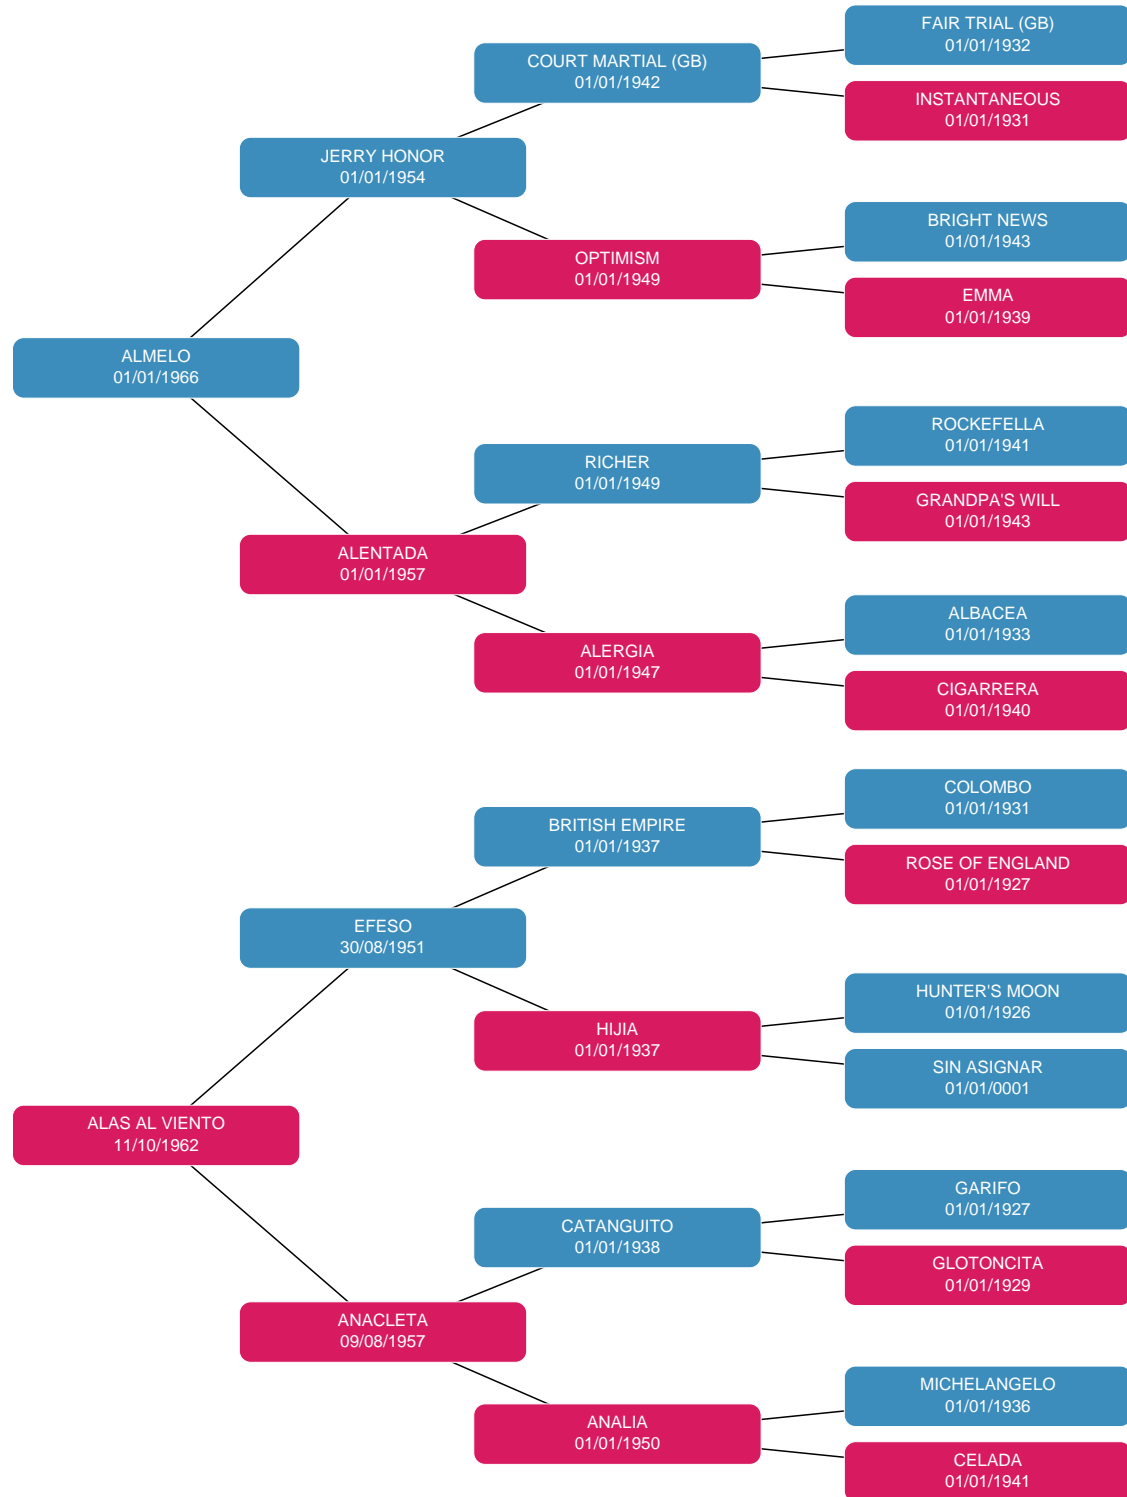 FAIR TRIAL (GB)
01/01/1932
COURT MARTIAL (GB)
01/01/1942
INSTANTANEOUS
01/01/1931
JERRY HONOR
01/01/1954
BRIGHT NEWS
01/01/1943
OPTIMISM
01/01/1949
EMMA
01/01/1939
ALMELO
01/01/1966
ROCKEFELLA
01/01/1941
RICHER
01/01/1949
GRANDPA'S WILL
01/01/1943
ALENTADA
01/01/1957
ALBACEA
01/01/1933
ALERGIA
01/01/1947
CIGARRERA
01/01/1940
COLOMBO
01/01/1931
BRITISH EMPIRE
01/01/1937
ROSE OF ENGLAND
01/01/1927
EFESO
30/08/1951
HUNTER'S MOON
01/01/1926
HIJIA
01/01/1937
SIN ASIGNAR
01/01/0001
ALAS AL VIENTO
11/10/1962
GARIFO
01/01/1927
CATANGUITO
01/01/1938
GLOTONCITA
01/01/1929
ANACLETA
09/08/1957
MICHELANGELO
01/01/1936
ANALIA
01/01/1950
CELADA
01/01/1941